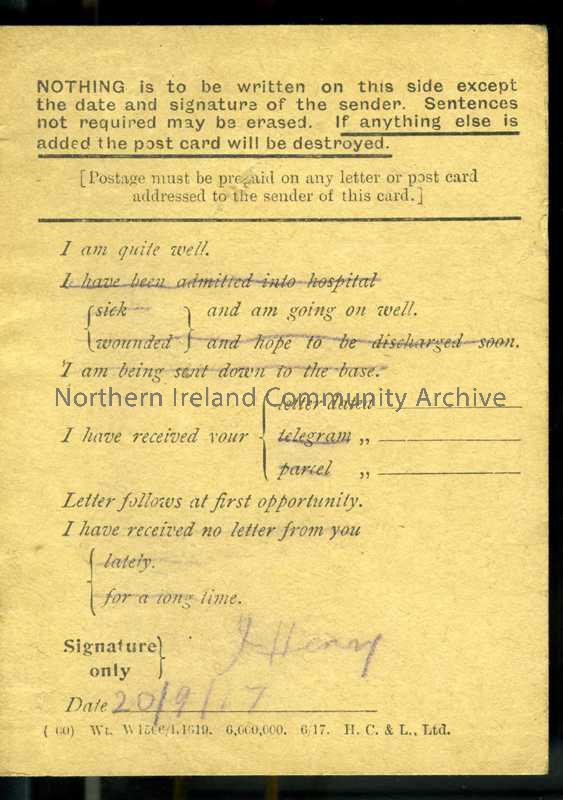 NOTHING is to be written on this side except
the date and signature of the sender. Sentences
not required may be erased. If anything else is
added the post card will be destroyed.
[Postage must be prepaid on any letter or post card
addressed to the sender of this card.]
I am quite well.
I have been admitted into hospital
sick and am going on well.
wounded and hope to be discharged soon.
I am being sent down to the base.
letter dated
Northern Ireland Community Archive
I have received your telegram „
parcel „
Letter follows at first opportunity.
I have received no letter from you
lately.
for a long time.
Signature
only
J Henry
Date 20/9/17
(60) Wt. 6,000,000. 6/17. H. C. & L., Ltd.